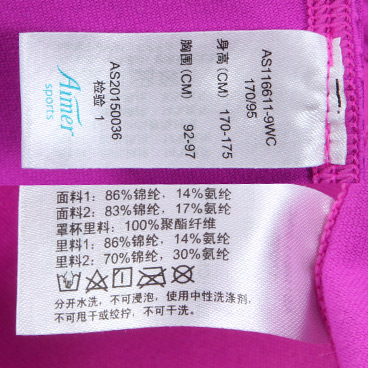 AS116611-9WC
170/95
身高(CM) 170-175
胸围(CM) 92-97
AS20150036
检验 1
Aimer
sports
面料1：86%锦纶，14%氨纶
面料2：83%锦纶，17%氨纶
罩杯里料：100%聚酯纤维
里料1：86%锦纶，14%氨纶
里料2：70%锦纶，30%氨纶
分开水洗，不可浸泡，使用中性洗涤剂，
不可甩干或绞拧，不可干洗。